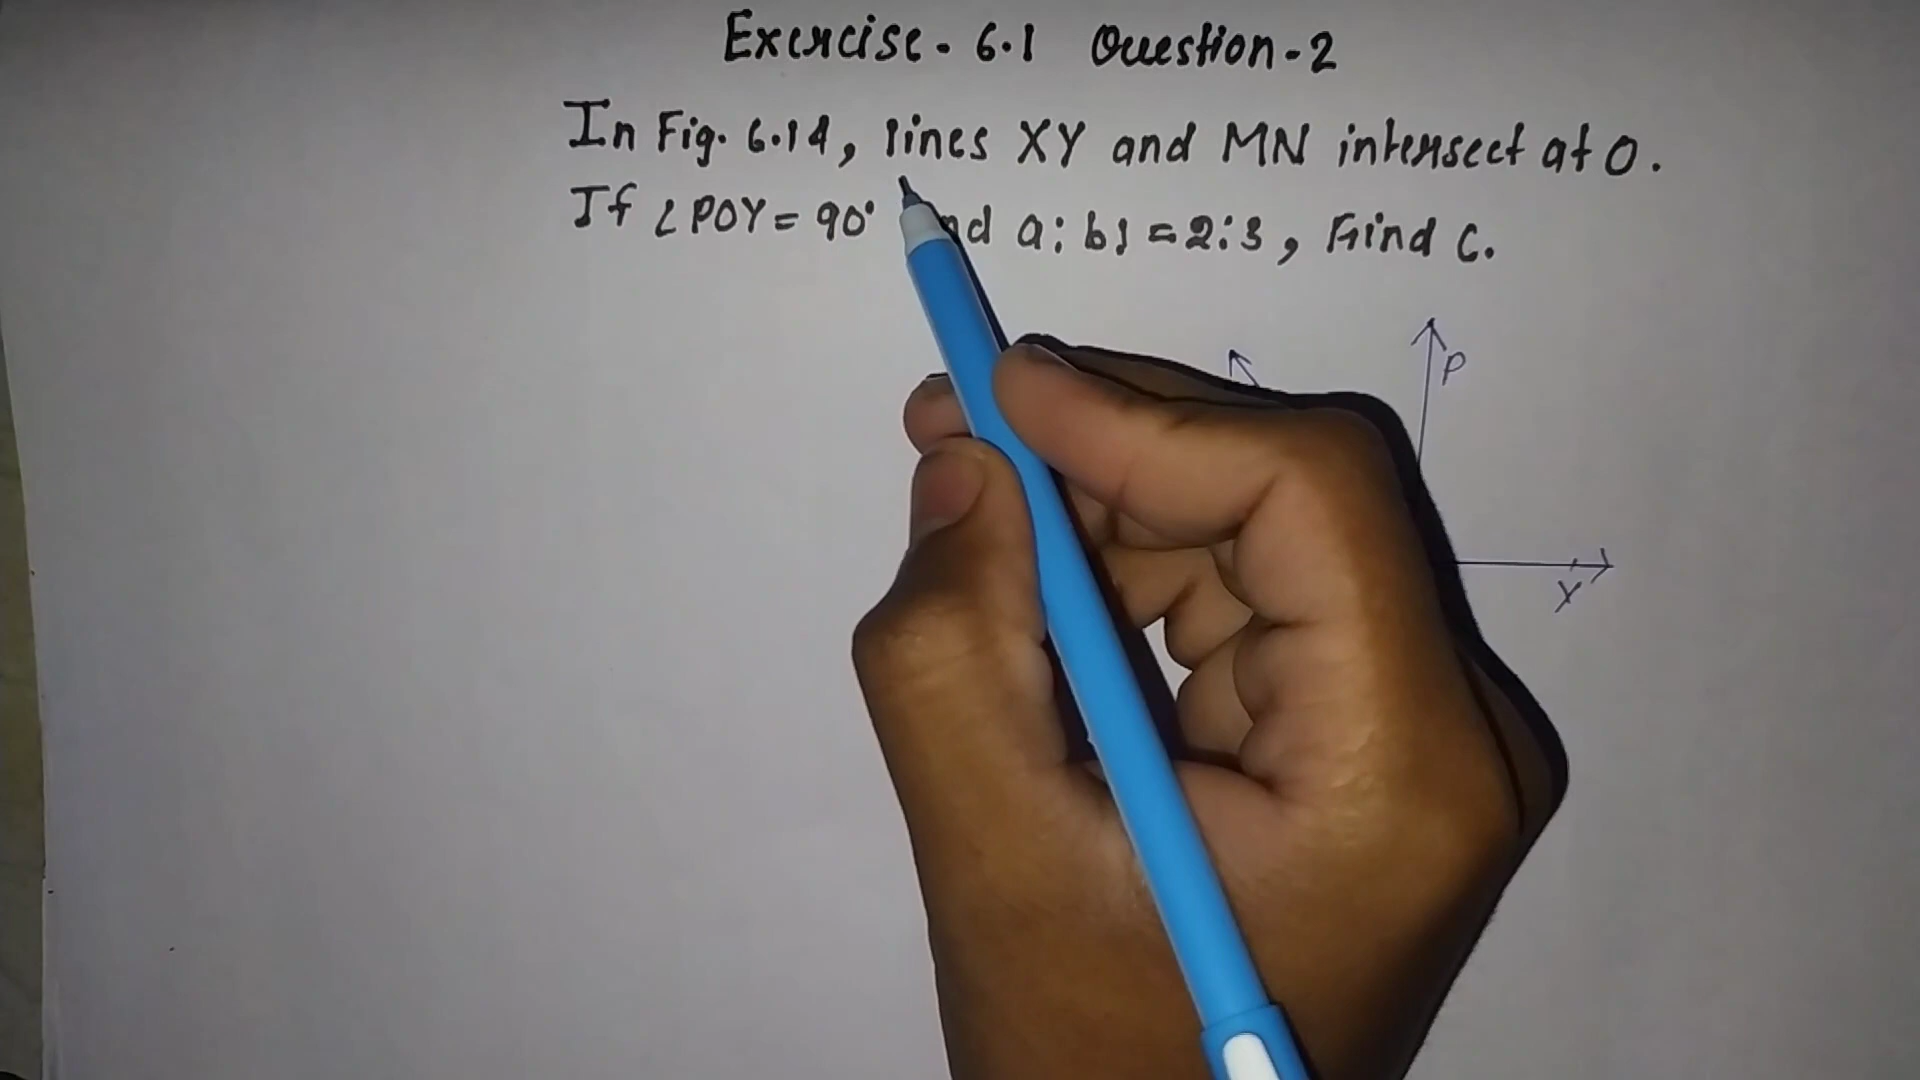 Exercise - 6.1 Question - 2
In Fig. 6.14, lines XY and MN intersect at O.
If ∠POY = 90° and a : b : = 2 : 3 , Find C.
P
Y